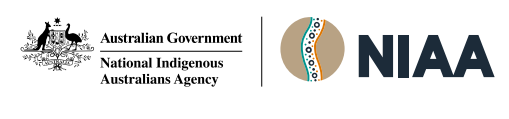 Australian Government
National Indigenous
Australians Agency
NIAA